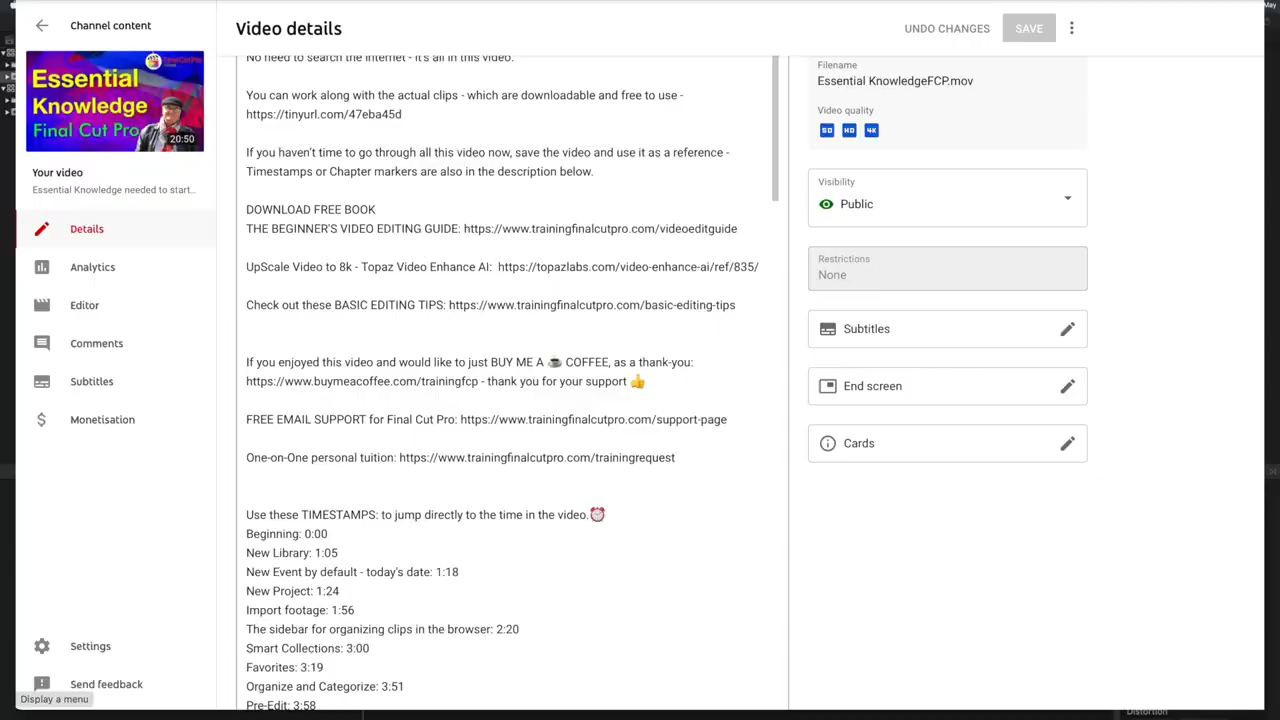 May
Channel content
Video details
UNDO CHANGES
SAVE
Essential
Knowledge
Final Cut Pro
20:50
Your video
Essential Knowledge needed to start...
Details
Analytics
Editor
Comments
Subtitles
Monetisation
Settings
Send feedback
Display a menu
No need to search the internet - it's all in this video.
You can work along with the actual clips - which are downloadable and free to use -
https://tinyurl.com/47eba45d
If you haven't time to go through all this video now, save the video and use it as a reference -
Timestamps or Chapter markers are also in the description below.
DOWNLOAD FREE BOOK
THE BEGINNER'S VIDEO EDITING GUIDE: https://www.trainingfinalcutpro.com/videoeditguide
UpScale Video to 8k - Topaz Video Enhance AI: https://topazlabs.com/video-enhance-ai/ref/835/
Check out these BASIC EDITING TIPS: https://www.trainingfinalcutpro.com/basic-editing-tips
If you enjoyed this video and would like to just BUY ME A ☕ COFFEE, as a thank-you:
https://www.buymeacoffee.com/trainingfcp - thank you for your support 👍
FREE EMAIL SUPPORT for Final Cut Pro: https://www.trainingfinalcutpro.com/support-page
One-on-One personal tuition: https://www.trainingfinalcutpro.com/trainingrequest
Use these TIMESTAMPS: to jump directly to the time in the video.⏰
Beginning: 0:00
New Library: 1:05
New Event by default - today's date: 1:18
New Project: 1:24
Import footage: 1:56
The sidebar for organizing clips in the browser: 2:20
Smart Collections: 3:00
Favorites: 3:19
Organize and Categorize: 3:51
Pre-Edit: 3:58
Filename
Essential KnowledgeFCP.mov
Video quality
SD HD 4K
Visibility
Public
Restrictions
None
Subtitles
End screen
Cards
Distortion